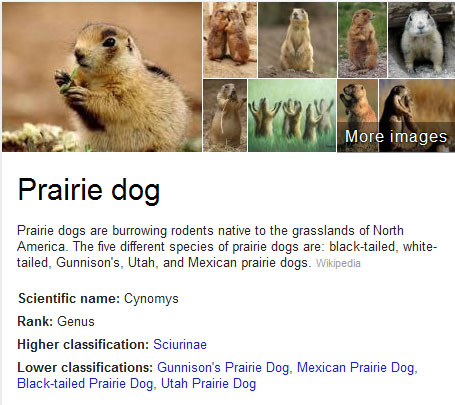 More images
Prairie dog
Prairie dogs are burrowing rodents native to the grasslands of North
America. The five different species of prairie dogs are: black-tailed, white-
tailed, Gunnison's, Utah, and Mexican prairie dogs. Wikipedia
Scientific name: Cynomys
Rank: Genus
Higher classification: Sciurinae
Lower classifications: Gunnison's Prairie Dog, Mexican Prairie Dog,
Black-tailed Prairie Dog, Utah Prairie Dog